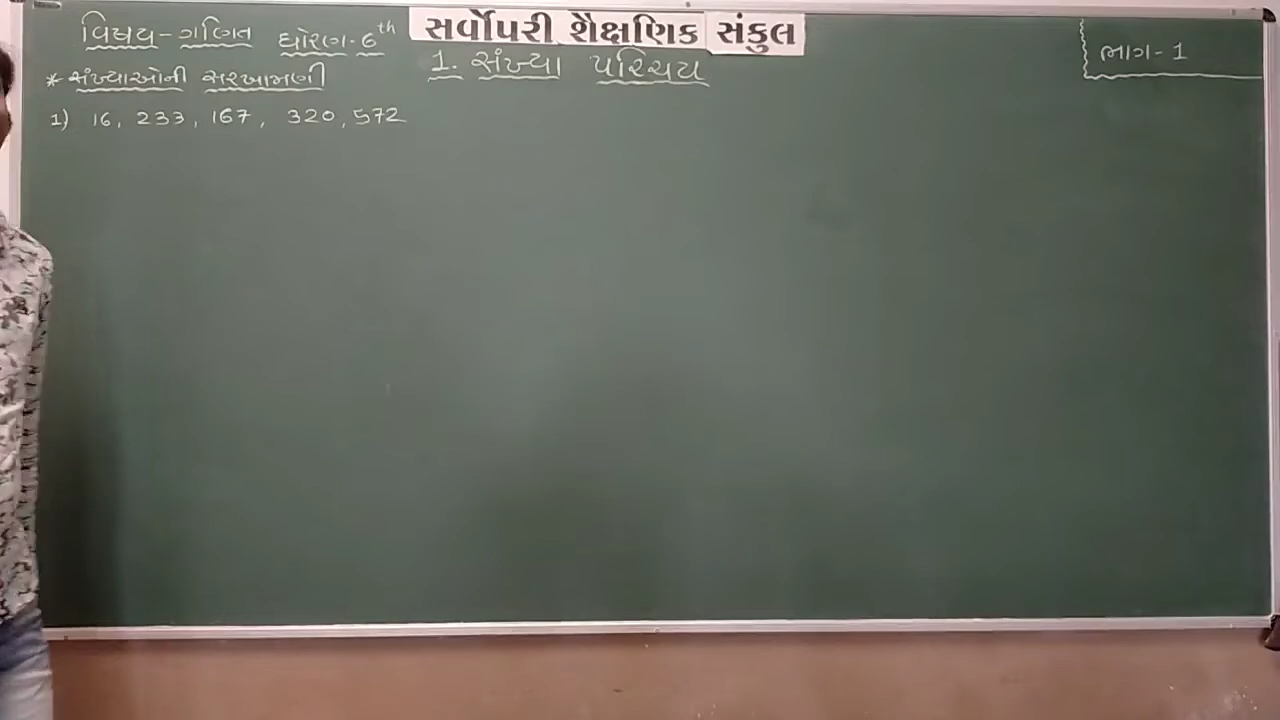 સર્વોપરી શૈક્ષણિક સંકુલ
વિષય-ગણિત ધોરણ-6th
1. સંખ્યા પરિચય
ભાગ-1
* સંખ્યાઓની સરખામણી
1) 16, 233, 167, 320, 572